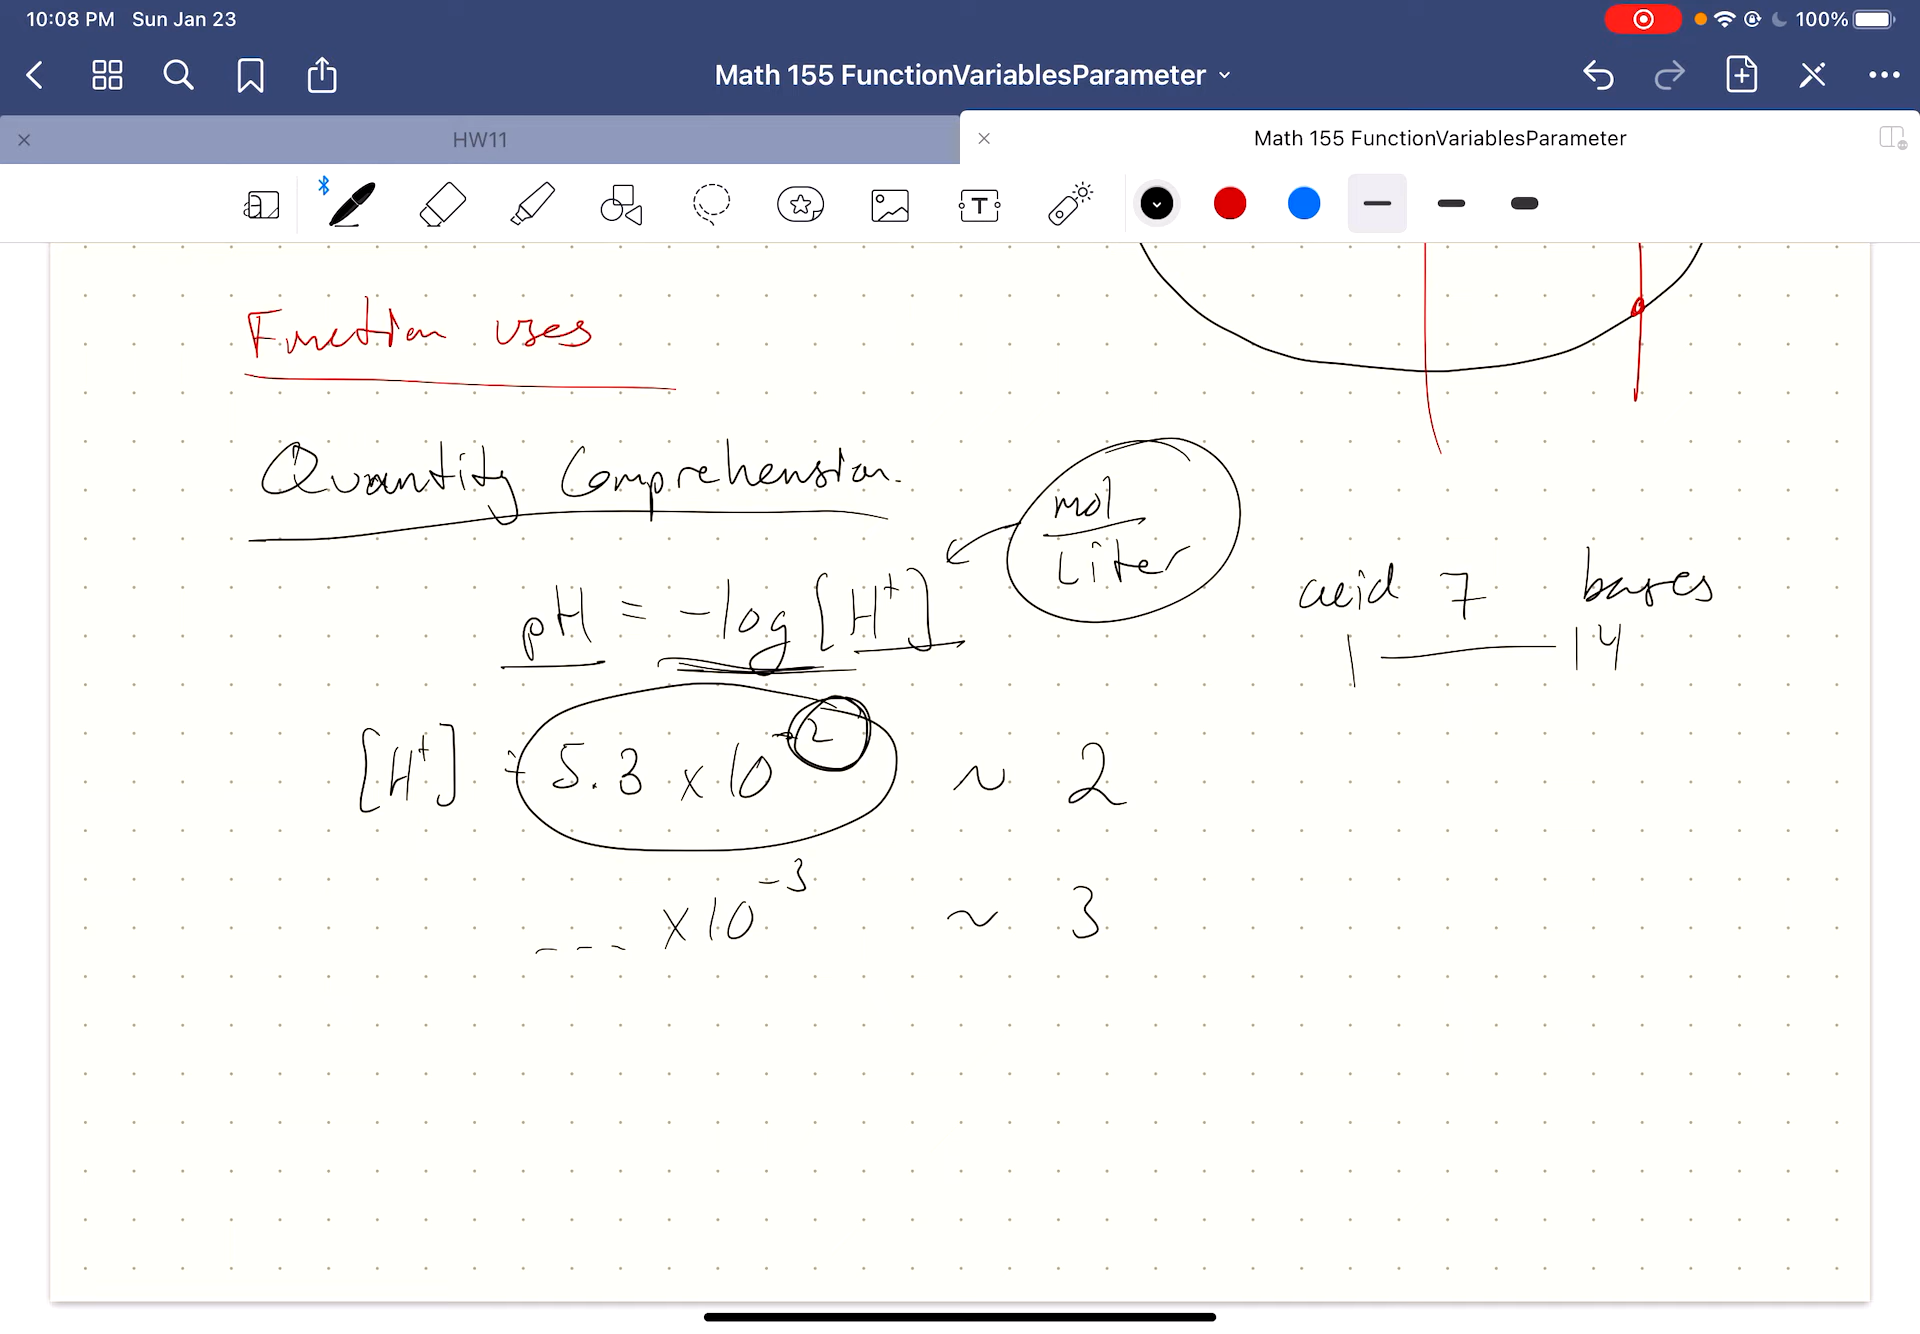 10:08 PM Sun Jan 23 100%
Math 155 FunctionVariablesParameter
HW11
Math 155 FunctionVariablesParameter
Function uses
Quantity Comprehension.
mol
Liter
pH = -log [H+]
acid 7 bases
1 — 14
[H+] = 5.3 x 10^-2 ~ 2
--- x10^-3 ~ 3